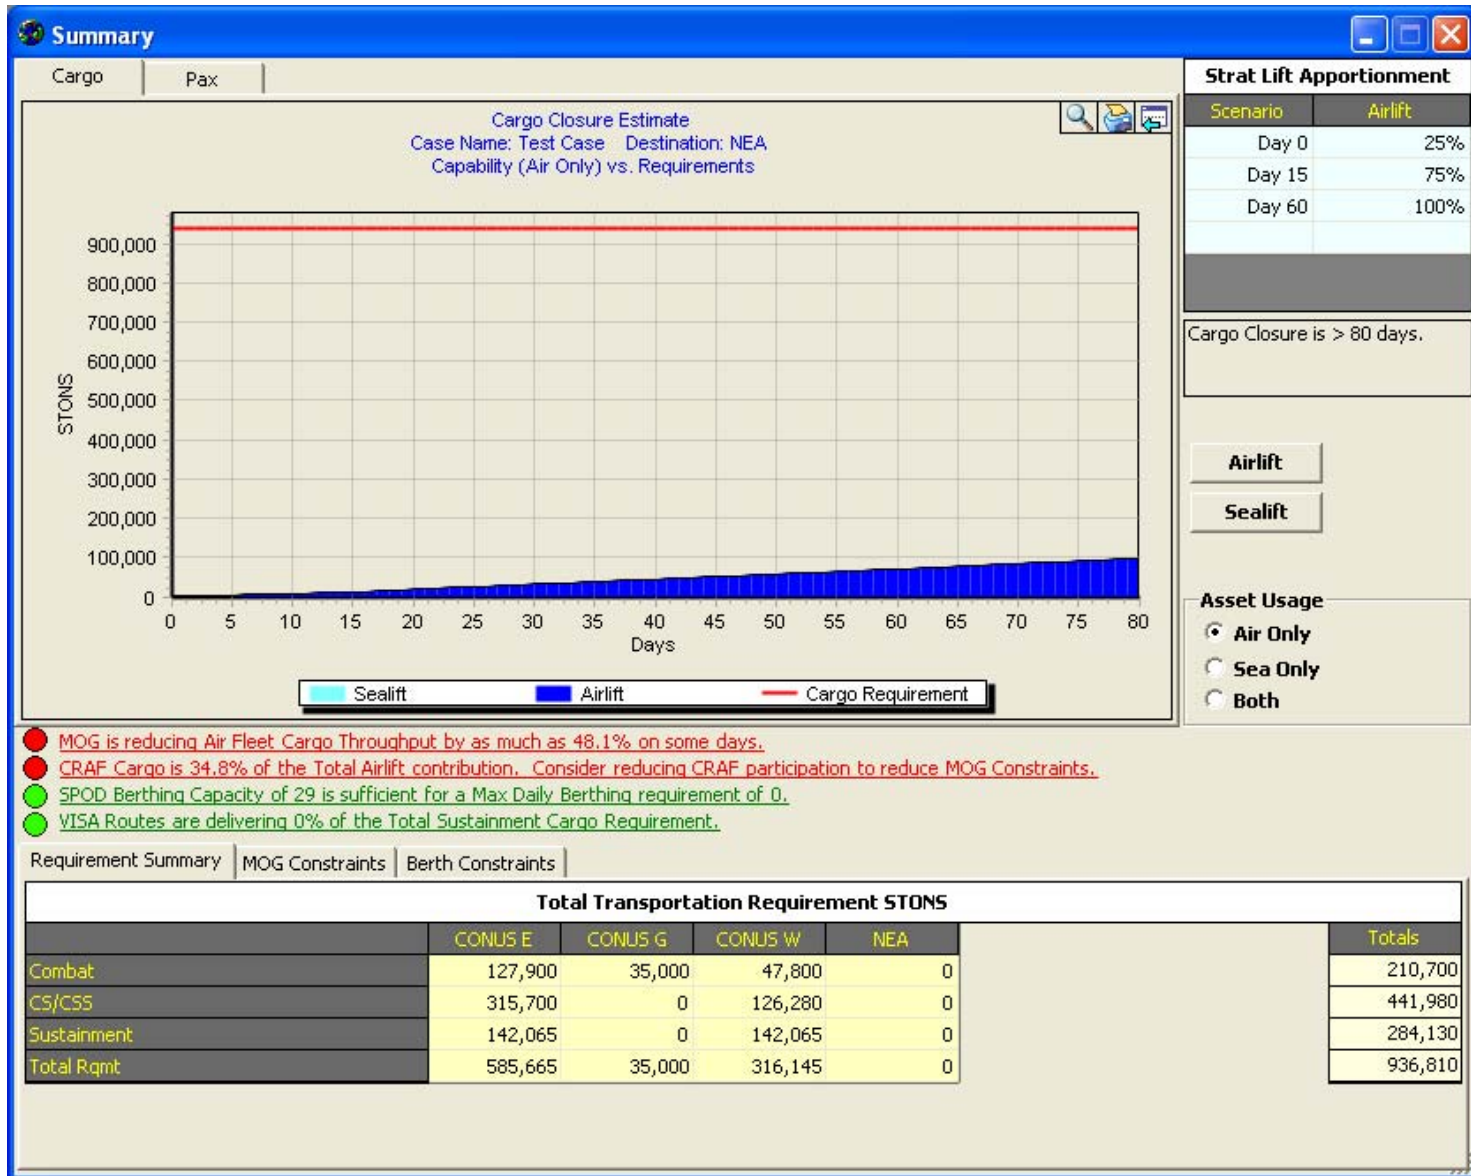 Summary
Cargo
Pax
Cargo Closure Estimate
Case Name: Test Case Destination: NEA
Capability (Air Only) vs. Requirements
STONS
900,000
800,000
700,000
600,000
500,000
400,000
300,000
200,000
100,000
0
0 5 10 15 20 25 30 35 40 45 50 55 60 65 70 75 80
Days
Sealift Airlift Cargo Requirement
Strat Lift Apportionment
Scenario Airlift
Day 0 25%
Day 15 75%
Day 60 100%
Cargo Closure is > 80 days.
Airlift
Sealift
Asset Usage
Air Only
Sea Only
Both
MOG is reducing Air Fleet Cargo Throughput by as much as 48.1% on some days.
CRAF Cargo is 34.8% of the Total Airlift contribution. Consider reducing CRAF participation to reduce MOG Constraints.
SPOD Berthing Capacity of 29 is sufficient for a Max Daily Berthing requirement of 0.
VISA Routes are delivering 0% of the Total Sustainment Cargo Requirement.
Requirement Summary MOG Constraints Berth Constraints
Total Transportation Requirement STONS
CONUS E CONUS G CONUS W NEA Totals
Combat 127,900 35,000 47,800 0 210,700
CS/CSS 315,700 0 126,280 0 441,980
Sustainment 142,065 0 142,065 0 284,130
Total Rqmt 585,665 35,000 316,145 0 936,810